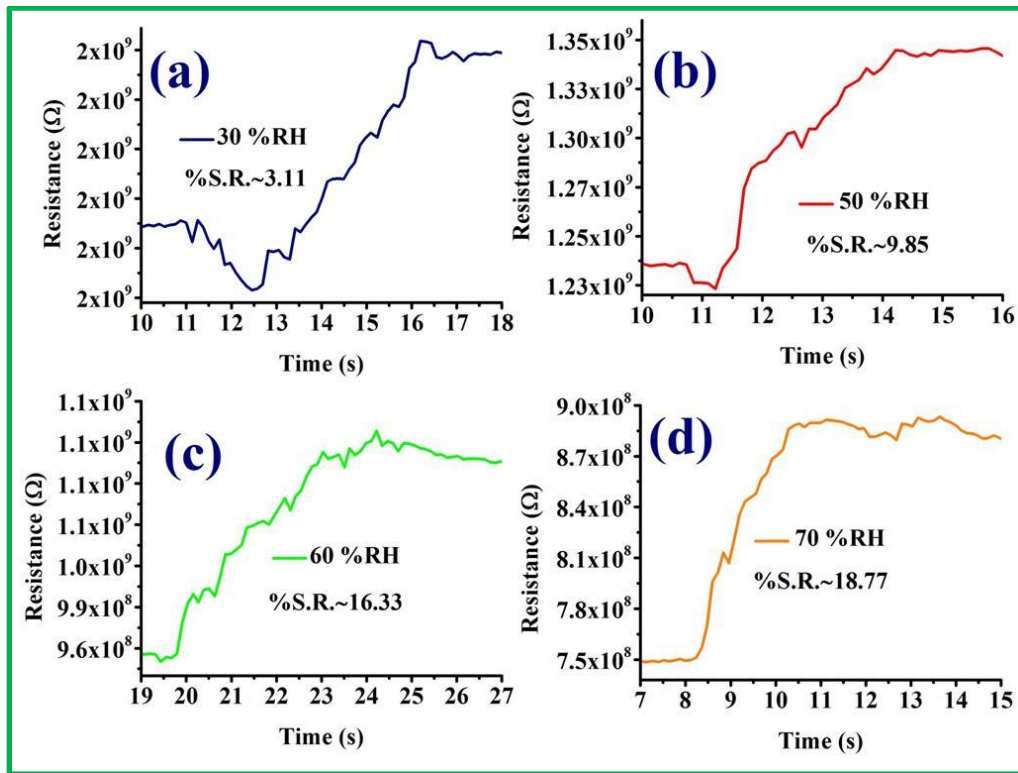 (a)
Resistance (Ω)
2x10⁹
2x10⁹
2x10⁹
2x10⁹
2x10⁹
2x10⁹
30 %RH
%S.R.~3.11
10 11 12 13 14 15 16 17 18
Time (s)
(b)
Resistance (Ω)
1.35x10⁹
1.33x10⁹
1.30x10⁹
1.27x10⁹
1.25x10⁹
1.23x10⁹
50 %RH
%S.R.~9.85
10 11 12 13 14 15 16
Time (s)
(c)
Resistance (Ω)
1.1x10⁹
1.1x10⁹
1.1x10⁹
1.1x10⁹
1.0x10⁹
9.9x10⁸
9.6x10⁸
60 %RH
%S.R.~16.33
19 20 21 22 23 24 25 26 27
Time (s)
(d)
Resistance (Ω)
9.0x10⁸
8.7x10⁸
8.4x10⁸
8.1x10⁸
7.8x10⁸
7.5x10⁸
70 %RH
%S.R.~18.77
7 8 9 10 11 12 13 14 15
Time (s)